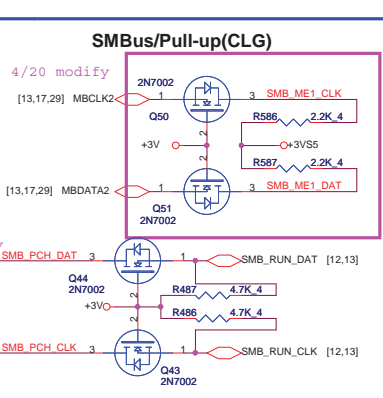 SMBus/Pull-up(CLG)
4/20 modify
2N7002
[13,17,29] MBCLK2 1 3 SMB_ME1_CLK
Q50
R586 2.2K_4
2
+3V +3VS5
2
R587 2.2K_4
[13,17,29] MBDATA2 1 3 SMB_ME1_DAT
Q51
2N7002
SMB_PCH_DAT 3 1 SMB_RUN_DAT [12,13]
Q44
2N7002
2
R487 4.7K_4
+3V
R486 4.7K_4
2
SMB_PCH_CLK 3 1 SMB_RUN_CLK [12,13]
Q43
2N7002